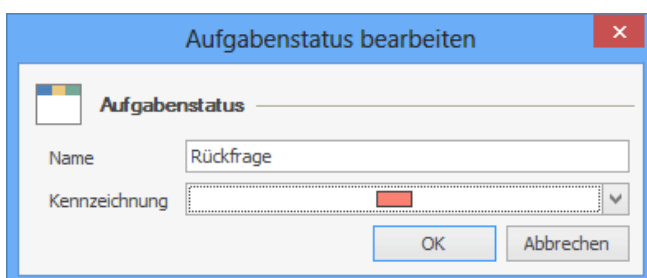 Aufgabenstatus bearbeiten
Aufgabenstatus
Name Rückfrage
Kennzeichnung
OK Abbrechen